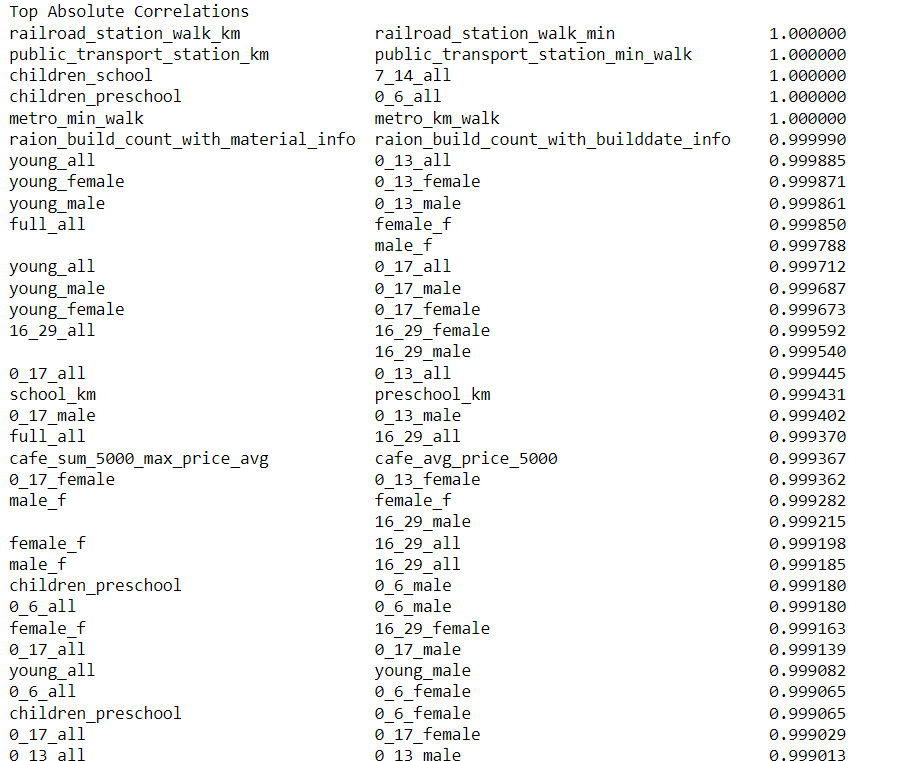 Top Absolute Correlations
railroad_station_walk_km railroad_station_walk_min 1.000000
public_transport_station_km public_transport_station_min_walk 1.000000
children_school 7_14_all 1.000000
children_preschool 0_6_all 1.000000
metro_min_walk metro_km_walk 1.000000
raion_build_count_with_material_info raion_build_count_with_builddate_info 0.999990
young_all 0_13_all 0.999885
young_female 0_13_female 0.999871
young_male 0_13_male 0.999861
full_all female_f 0.999850
male_f 0.999788
young_all 0_17_all 0.999712
young_male 0_17_male 0.999687
young_female 0_17_female 0.999673
16_29_all 16_29_female 0.999592
16_29_male 0.999540
0_17_all 0_13_all 0.999445
school_km preschool_km 0.999431
0_17_male 0_13_male 0.999402
full_all 16_29_all 0.999370
cafe_sum_5000_max_price_avg cafe_avg_price_5000 0.999367
0_17_female 0_13_female 0.999362
male_f female_f 0.999282
16_29_male 0.999215
female_f 16_29_all 0.999198
male_f 16_29_all 0.999185
children_preschool 0_6_male 0.999180
0_6_all 0_6_male 0.999180
female_f 16_29_female 0.999163
0_17_all 0_17_male 0.999139
young_all young_male 0.999082
0_6_all 0_6_female 0.999065
children_preschool 0_6_female 0.999065
0_17_all 0_17_female 0.999029
0_13_all 0_13_male 0.999013